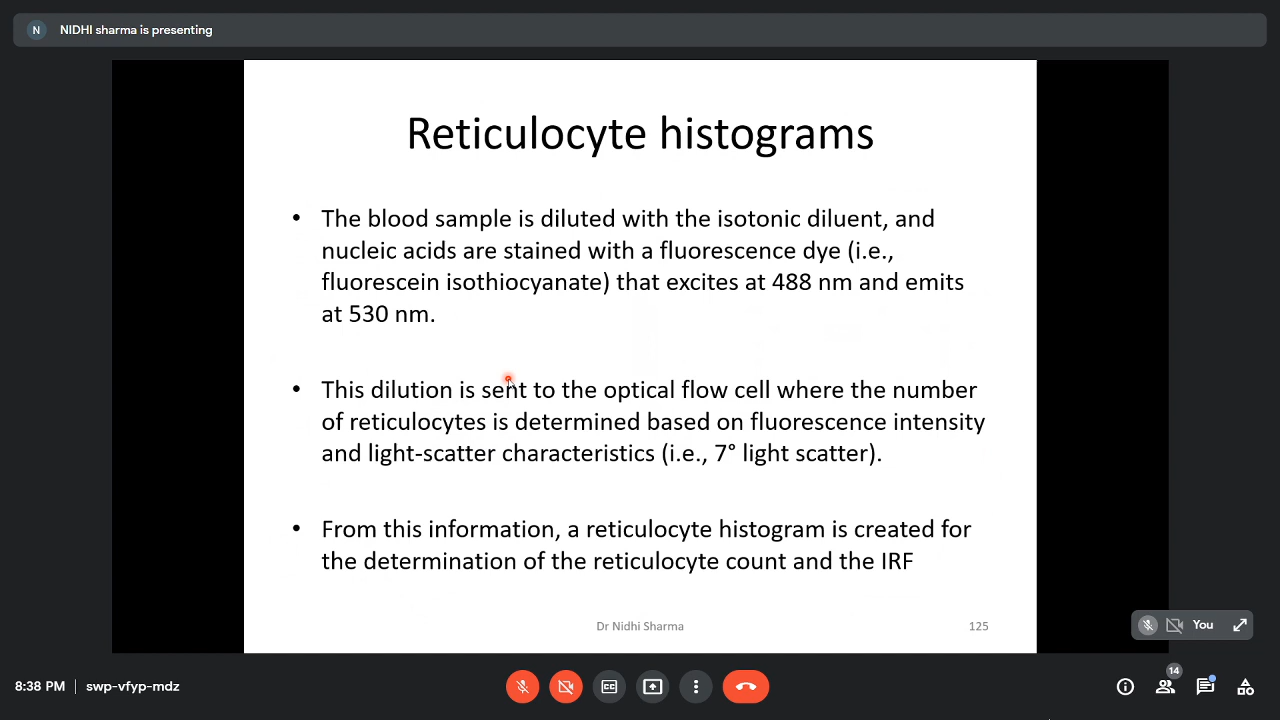 N NIDHI sharma is presenting
Reticulocyte histograms
• The blood sample is diluted with the isotonic diluent, and
nucleic acids are stained with a fluorescence dye (i.e.,
fluorescein isothiocyanate) that excites at 488 nm and emits
at 530 nm.
• This dilution is sent to the optical flow cell where the number
of reticulocytes is determined based on fluorescence intensity
and light-scatter characteristics (i.e., 7° light scatter).
• From this information, a reticulocyte histogram is created for
the determination of the reticulocyte count and the IRF
Dr Nidhi Sharma 125
You
8:38 PM | swp-vfyp-mdz
CC
14